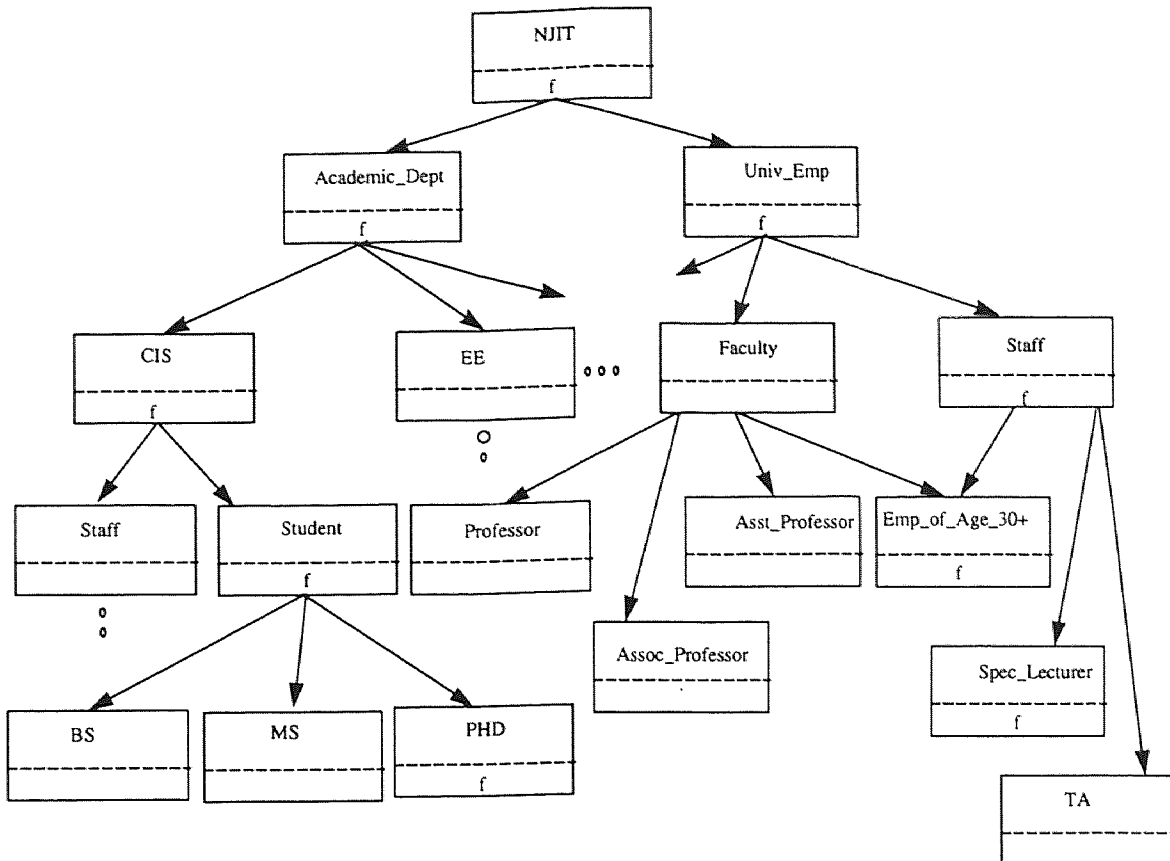 NJIT
f
Academic_Dept
f
Univ_Emp
f
CIS
f
EE
Faculty
Staff
f
Staff
Student
f
Professor
Asst_Professor
Emp_of_Age_30+
f
Assoc_Professor
Spec_Lecturer
f
BS
MS
PHD
f
TA